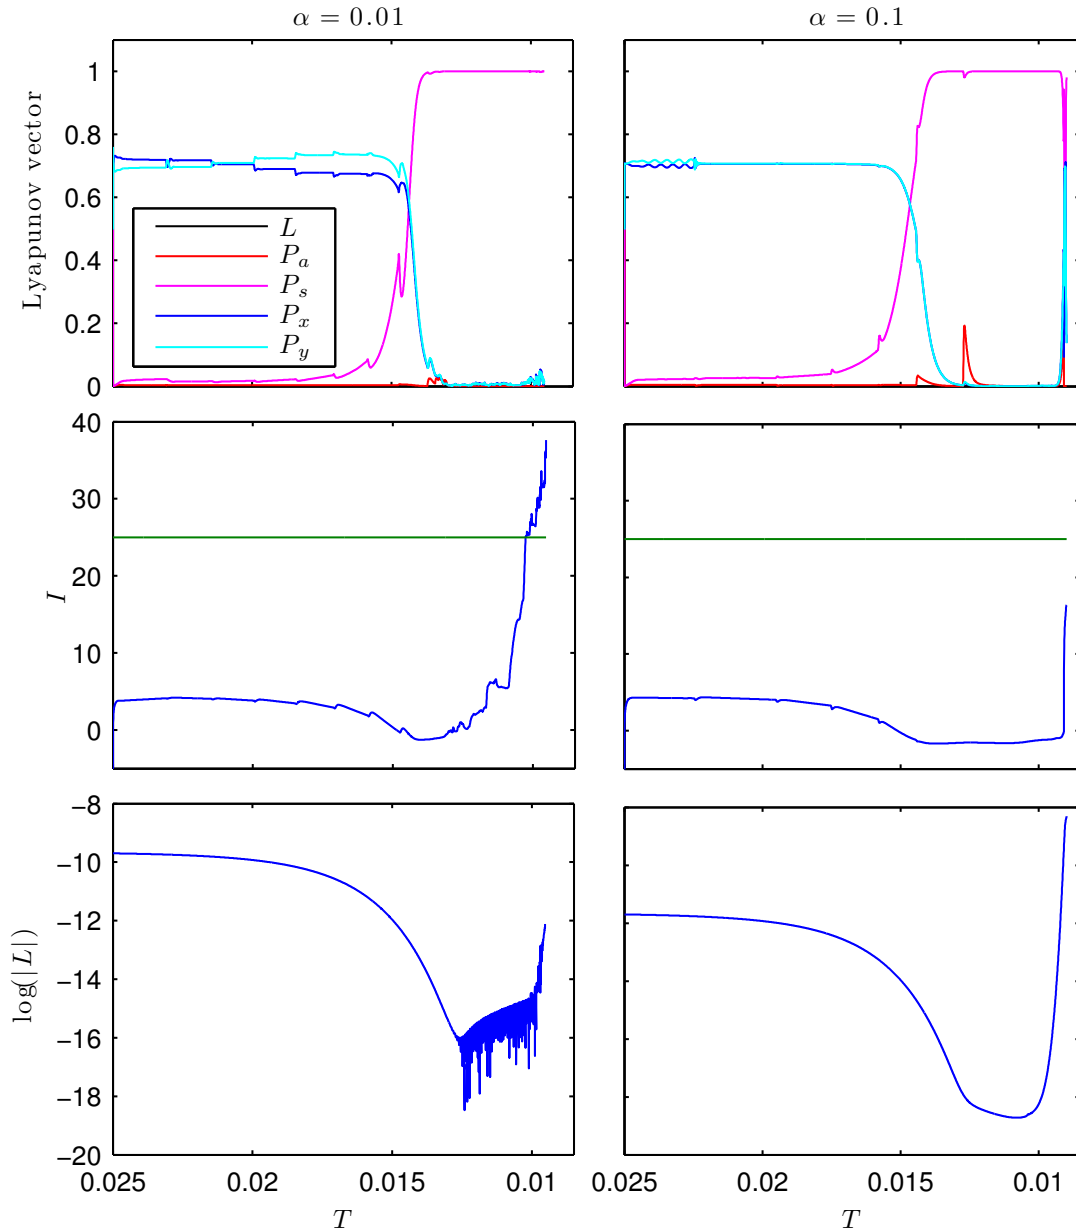 α = 0.01
α = 0.1
Lyapunov vector
1
0.8
0.6
0.4
0.2
0
L
P_a
P_s
P_x
P_y
I
40
30
20
10
0
log(|L|)
−8
−10
−12
−14
−16
−18
−20
0.025
0.02
0.015
0.01
0.025
0.02
0.015
0.01
T
T